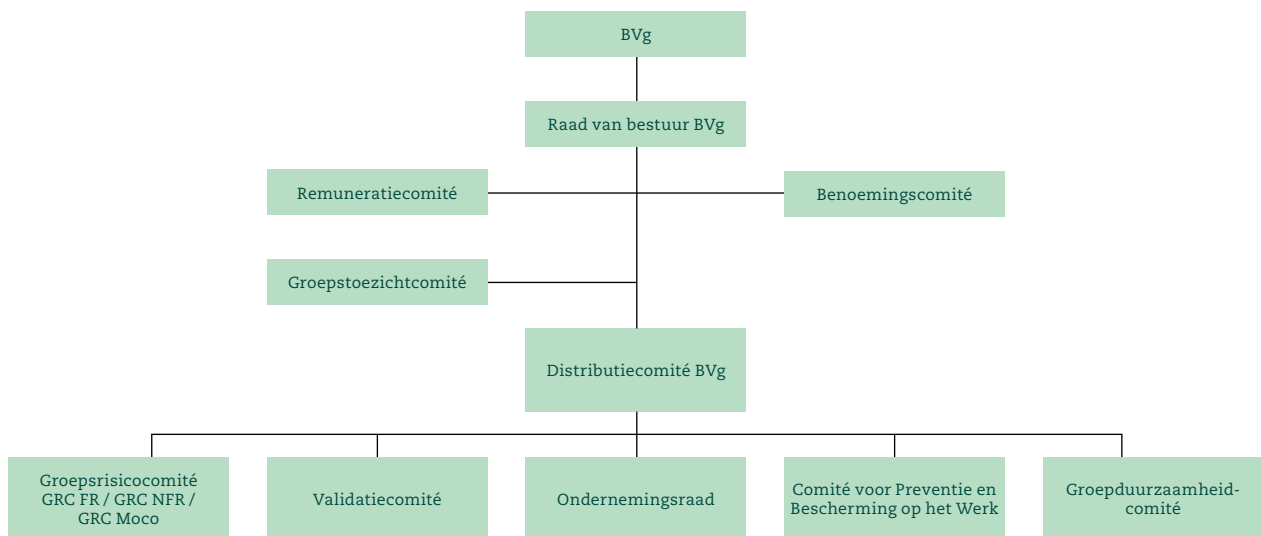 BVg
Raad van bestuur BVg
Remuneratiecomité
Benoemingscomité
Groepstoezichtcomité
Distributiecomité BVg
Groepsrisicocomité
GRC FR / GRC NFR /
GRC Moco
Validatiecomité
Ondernemingsraad
Comité voor Preventie en
Bescherming op het Werk
Groepduurzaamheid-
comité